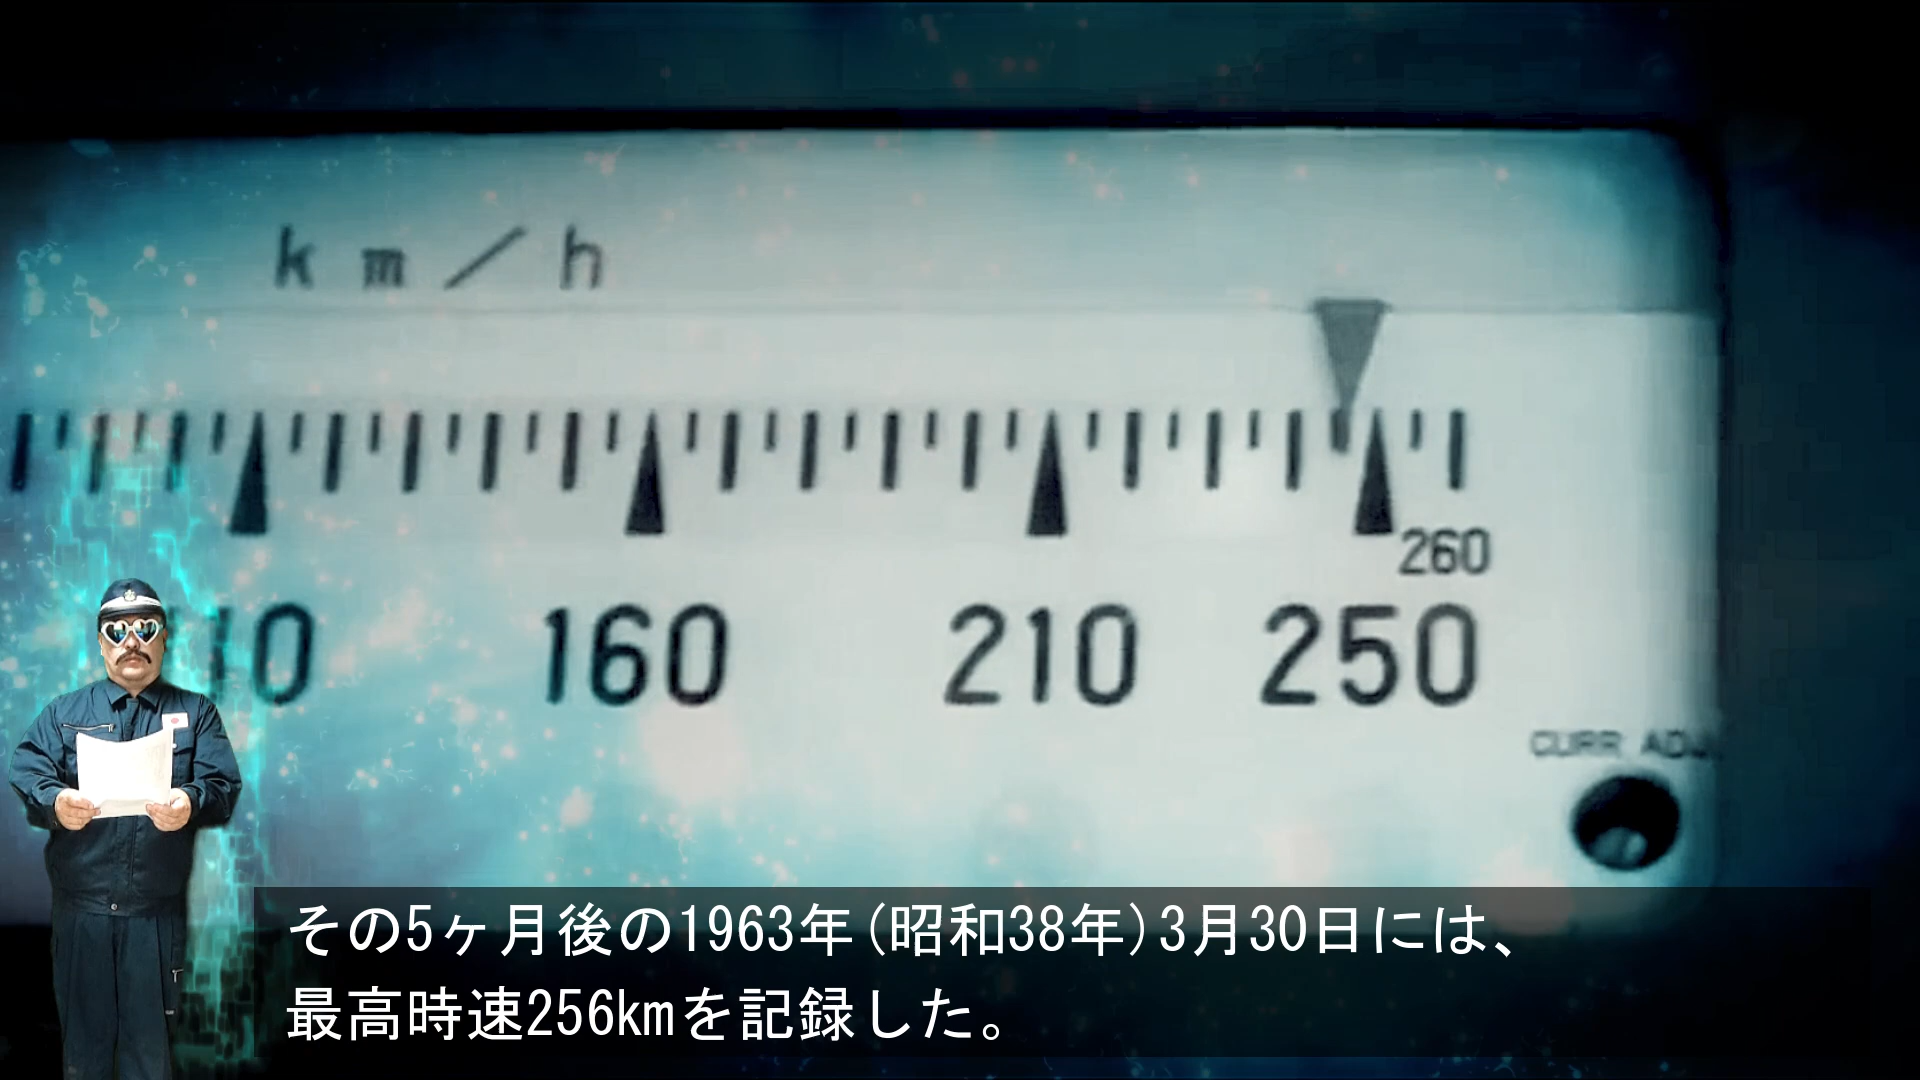 km/h
260
160 210 250
CURR ADJ
その5ヶ月後の1963年(昭和38年)3月30日には、
最高時速256kmを記録した。